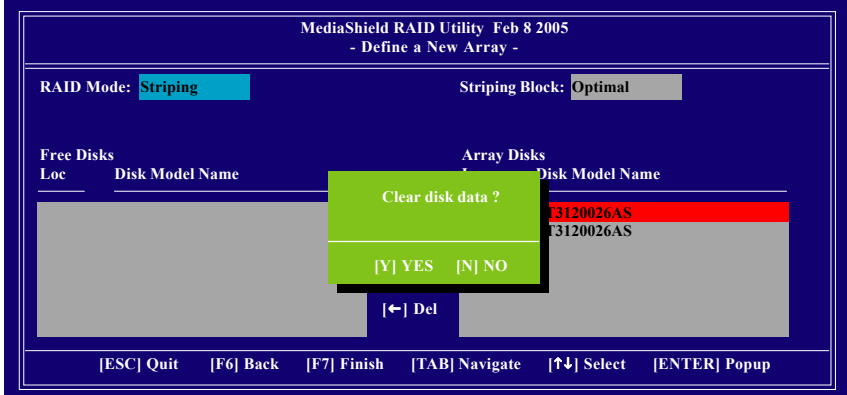 MediaShield RAID Utility Feb 8 2005
- Define a New Array -
RAID Mode: Striping Striping Block: Optimal
Free Disks Array Disks
Loc Disk Model Name Disk Model Name
Clear disk data ?
T3120026AS
T3120026AS
[Y] YES [N] NO
[←] Del
[ESC] Quit [F6] Back [F7] Finish [TAB] Navigate [↑↓] Select [ENTER] Popup